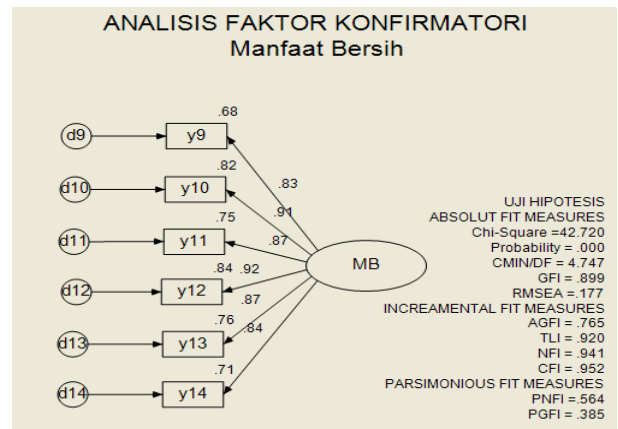 ANALISIS FAKTOR KONFIRMATORI
Manfaat Bersih
.68
d9
y9
.83
.82
d10
y10
.91
.75
d11
y11
.87
MB
.84 .92
d12
y12
.87
.76
d13
y13
.84
.71
d14
y14
UJI HIPOTESIS
ABSOLUT FIT MEASURES
Chi-Square =42.720
Probability = .000
CMIN/DF = 4.747
GFI = .899
RMSEA =.177
INCREAMENTAL FIT MEASURES
AGFI = .765
TLI = .920
NFI = .941
CFI = .952
PARSIMONIOUS FIT MEASURES
PNFI =.564
PGFI = .385